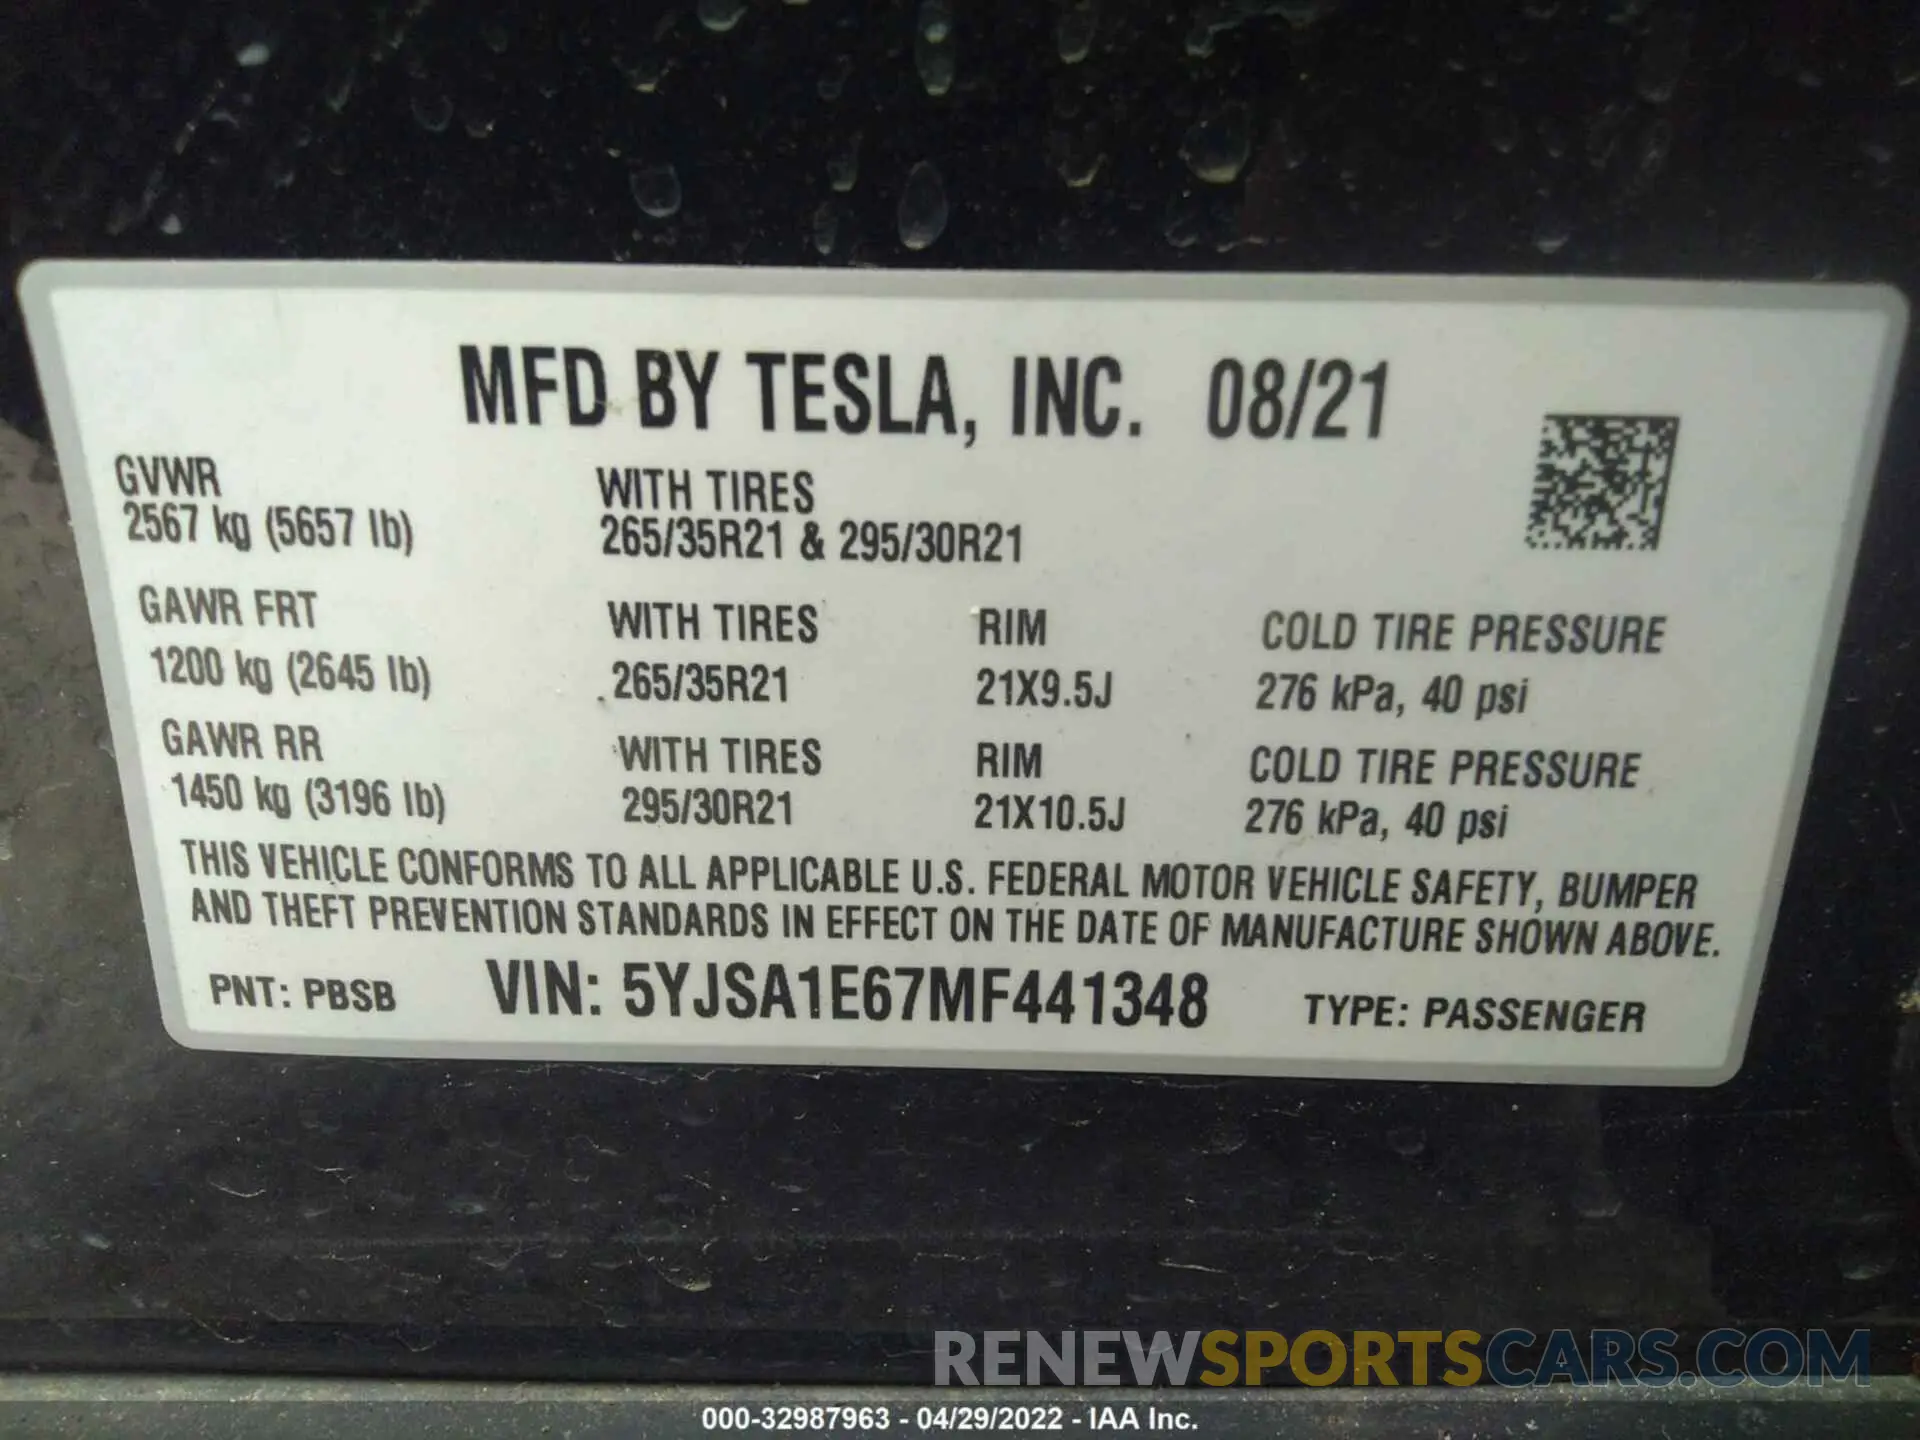 MFD BY TESLA, INC. 08/21
GVWR
2567 kg (5657 lb)
WITH TIRES
265/35R21 & 295/30R21
GAWR FRT
1200 kg (2645 lb)
WITH TIRES
265/35R21
RIM
21X9.5J
COLD TIRE PRESSURE
276 kPa, 40 psi
GAWR RR
1450 kg (3196 lb)
WITH TIRES
295/30R21
RIM
21X10.5J
COLD TIRE PRESSURE
276 kPa, 40 psi
THIS VEHICLE CONFORMS TO ALL APPLICABLE U.S. FEDERAL MOTOR VEHICLE SAFETY, BUMPER
AND THEFT PREVENTION STANDARDS IN EFFECT ON THE DATE OF MANUFACTURE SHOWN ABOVE.
PNT: PBSB VIN: 5YJSA1E67MF441348 TYPE: PASSENGER
RENEWSPORTSCARS.COM
000-32987963 - 04/29/2022 - IAA Inc.